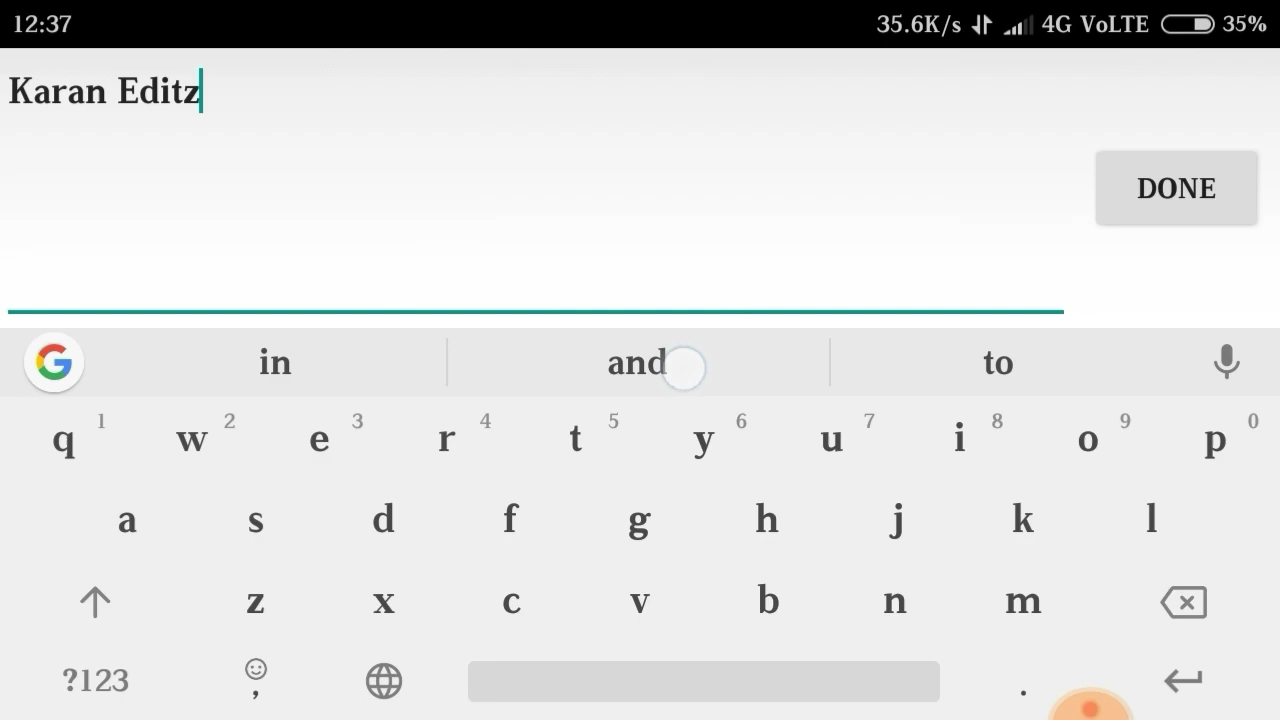 12:37 35.6K/s 4G VoLTE 35%
Karan Editz
DONE
in and to
q 1 w 2 e 3 r 4 t 5 y 6 u 7 i 8 o 9 p 0
a s d f g h j k l
z x c v b n m
?123 , .